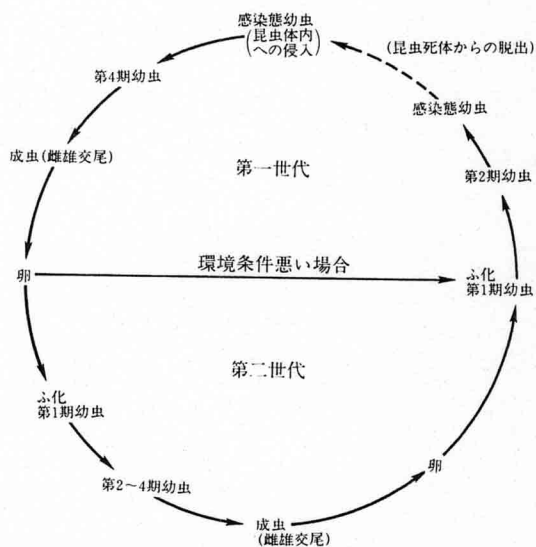 感染態幼虫
(昆虫体内
への侵入)
(昆虫死体からの脱出)
第4期幼虫
感染態幼虫
成虫(雌雄交尾)
第一世代
第2期幼虫
環境条件悪い場合
卵
ふ化
第1期幼虫
第二世代
ふ化
第1期幼虫
第2～4期幼虫
卵
成虫
(雌雄交尾)